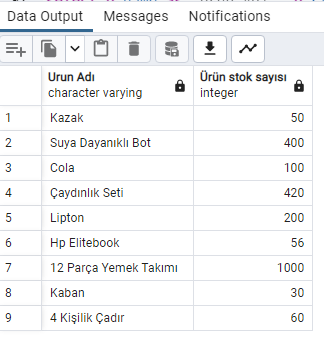 Data Output Messages Notifications
Urun Adı Ürün stok sayısı
character varying integer
1 Kazak 50
2 Suya Dayanıklı Bot 400
3 Cola 100
4 Çaydınlık Seti 420
5 Lipton 200
6 Hp Elitebook 56
7 12 Parça Yemek Takımı 1000
8 Kaban 30
9 4 Kişilik Çadır 60